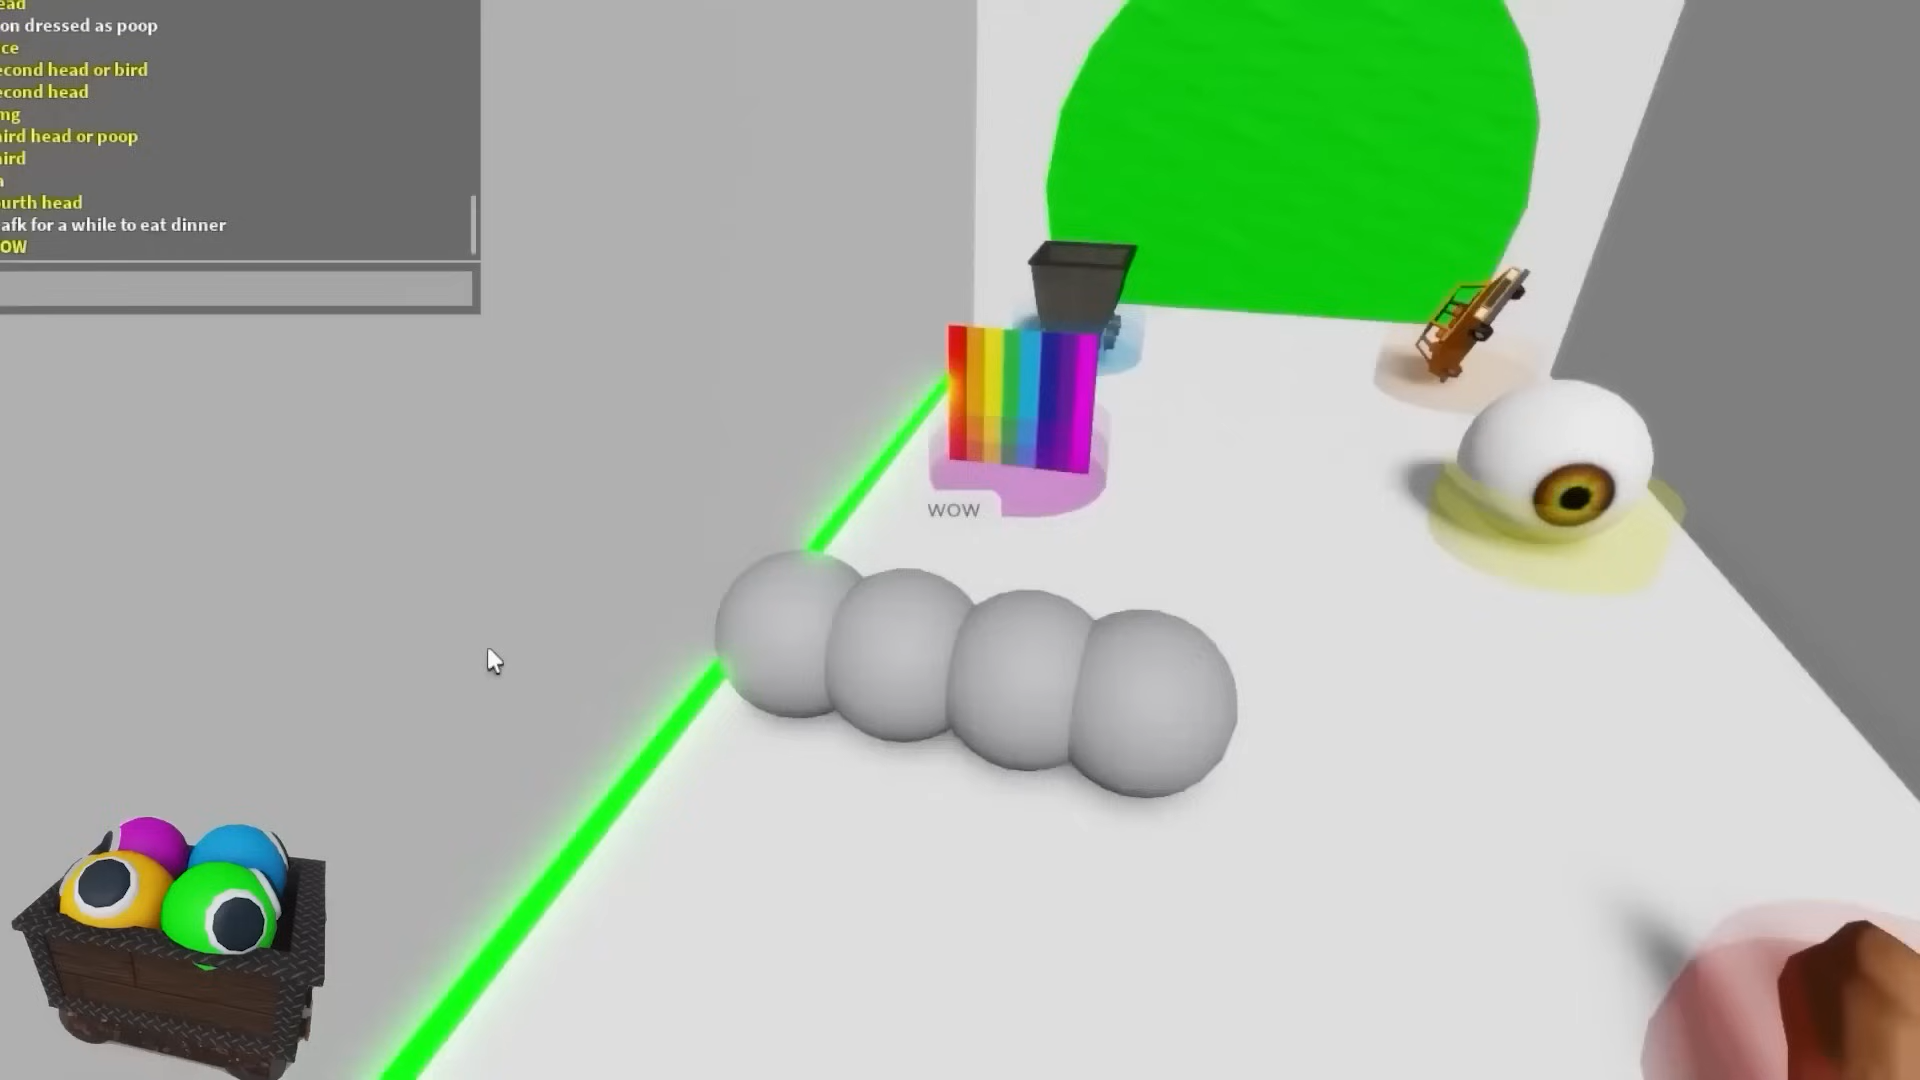 ead
on dressed as poop
ce
econd head or bird
econd head
mg
ird head or poop
ird
urth head
afk for a while to eat dinner
OW
WOW